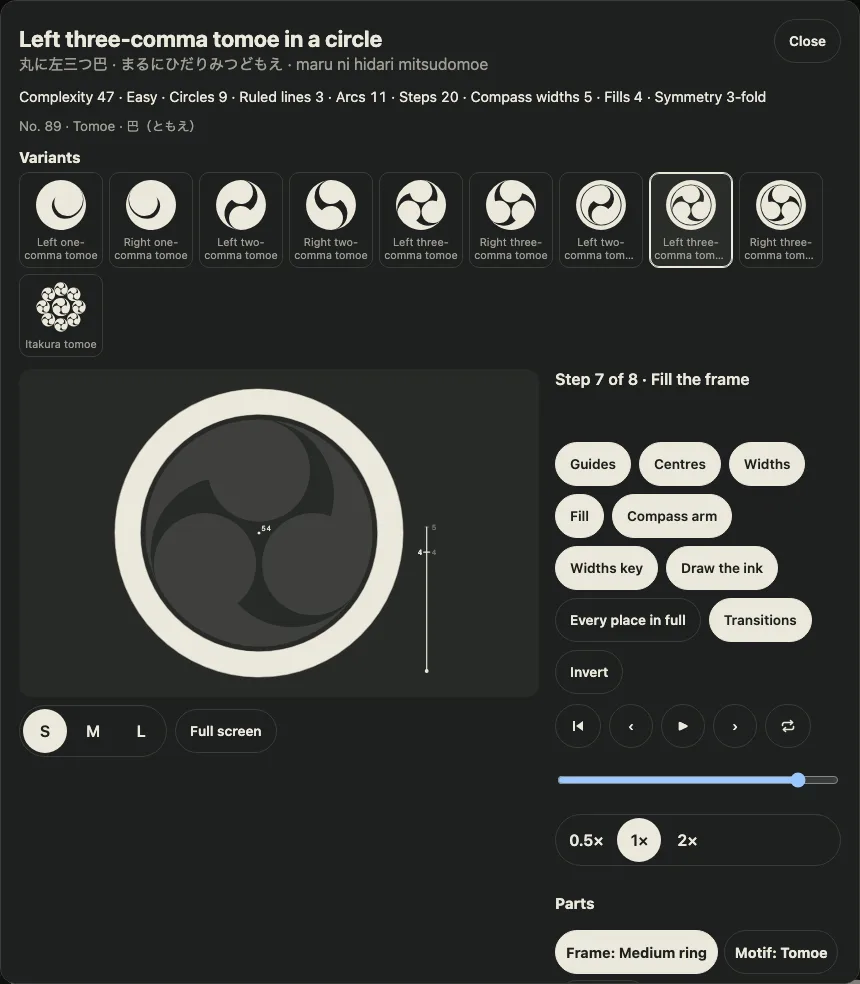 Left three-comma tomoe in a circle
Close
丸に左三つ巴 · まるにひだりみつどもえ · maru ni hidari mitsudomoe
Complexity 47 · Easy · Circles 9 · Ruled lines 3 · Arcs 11 · Steps 20 · Compass widths 5 · Fills 4 · Symmetry 3-fold
No. 89 · Tomoe · 巴（ともえ）
Variants
Left one-
comma tomoe
Right one-
comma tomoe
Left two-
comma tomoe
Right two-
comma tomoe
Left three-
comma tomoe
Right three-
comma tomoe
Left two-
comma tom...
Left three-
comma tom...
Right three-
comma tom...
Itakura tomoe
54
5
4 4
S M L
Full screen
Step 7 of 8 · Fill the frame
Guides Centres Widths
Fill Compass arm
Widths key Draw the ink
Every place in full Transitions
Invert
0.5× 1× 2×
Parts
Frame: Medium ring Motif: Tomoe